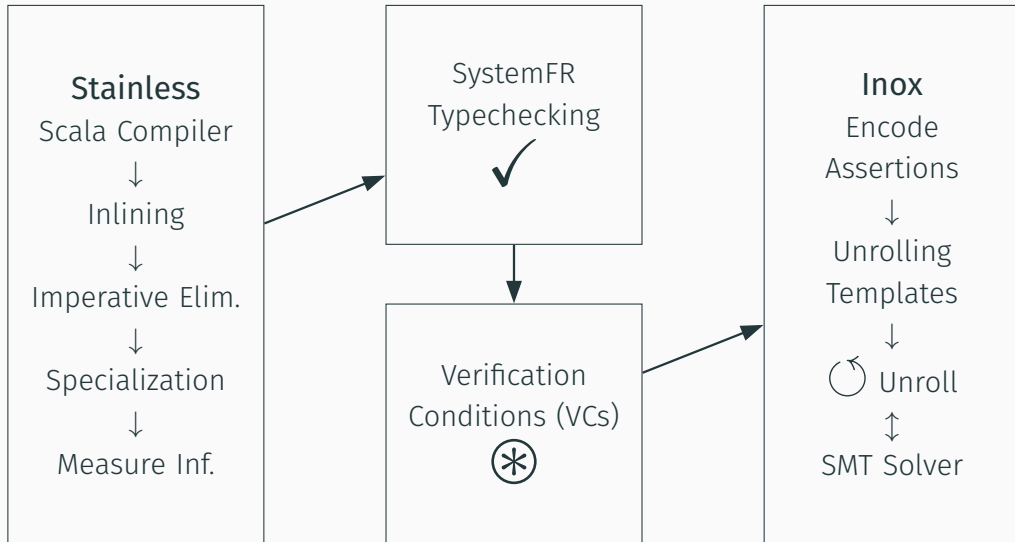 Stainless
Scala Compiler
↓
Inlining
↓
Imperative Elim.
↓
Specialization
↓
Measure Inf.
SystemFR
Typechecking
✓
Verification
Conditions (VCs)
⊛
Inox
Encode
Assertions
↓
Unrolling
Templates
↓
↻ Unroll
↕
SMT Solver